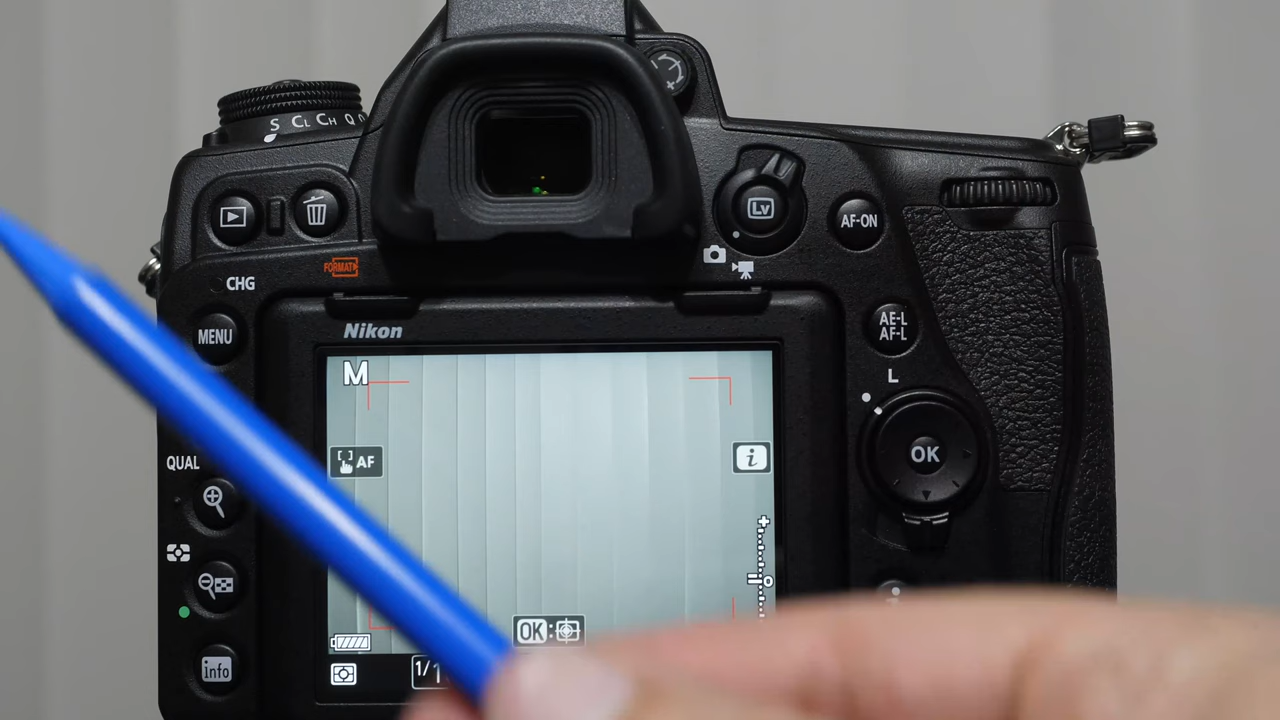 S CL CH Q
Lv
AF-ON
FORMAT
CHG
MENU
Nikon
AE-L
AF-L
M
L
AF
i
OK
QUAL
OK:
info
1/1